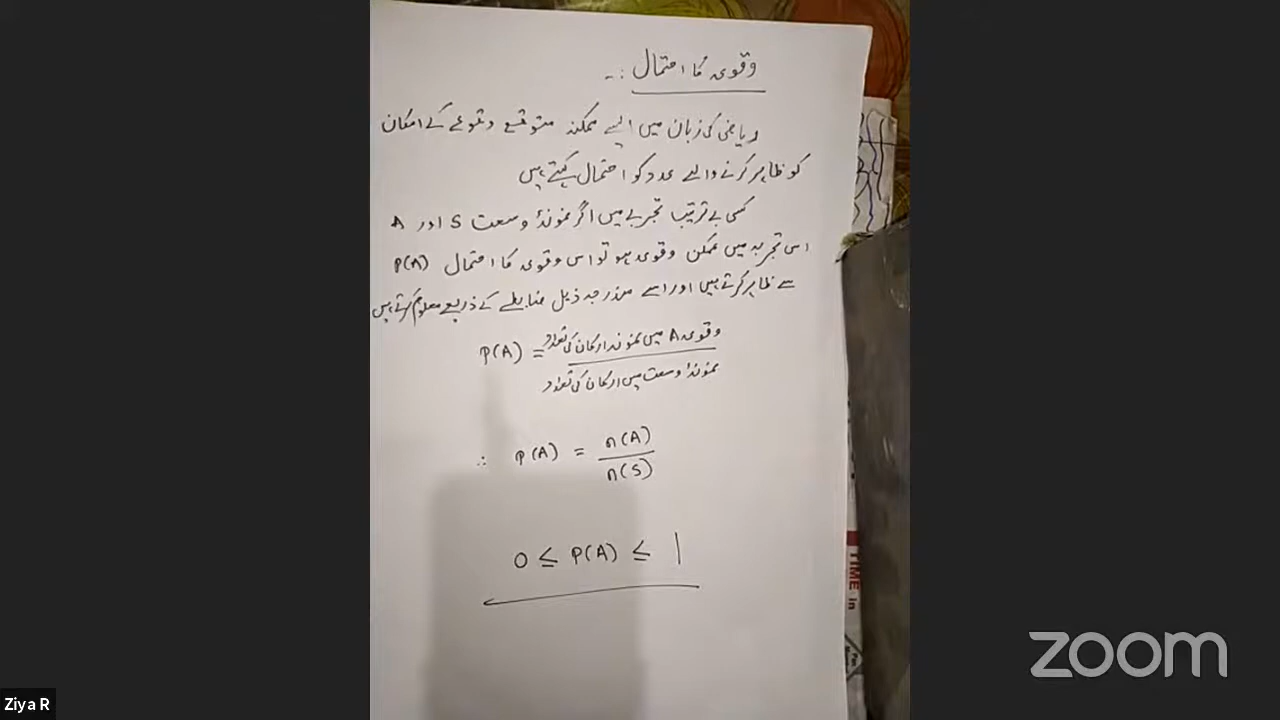 وقوعہ کا احتمال :-
ریاضی کی زبان میں ایسے ممکنہ متوقع وقوعے کے امکان
کو ظاہر کرنے والے عدد کو احتمال کہتے ہیں
کسی بے ترتیب تجربے میں اگر نمونۂ وسعت S اور A
اسی تجربہ میں ممکن وقوعہ ہو تو اس وقوعہ کا احتمال P(A)
سے ظاہر کرتے ہیں اور اسے مندرجہ ذیل ضابطے کے ذریعے معلوم کرتے ہیں
P(A) = وقوعہ A میں نمونہ ارکان کی تعداد
نمونۂ وسعت میں ارکان کی تعداد
∴ P(A) = n(A)
n(S)
0 ≤ P(A) ≤ 1
TIME in
zoom
Ziya R